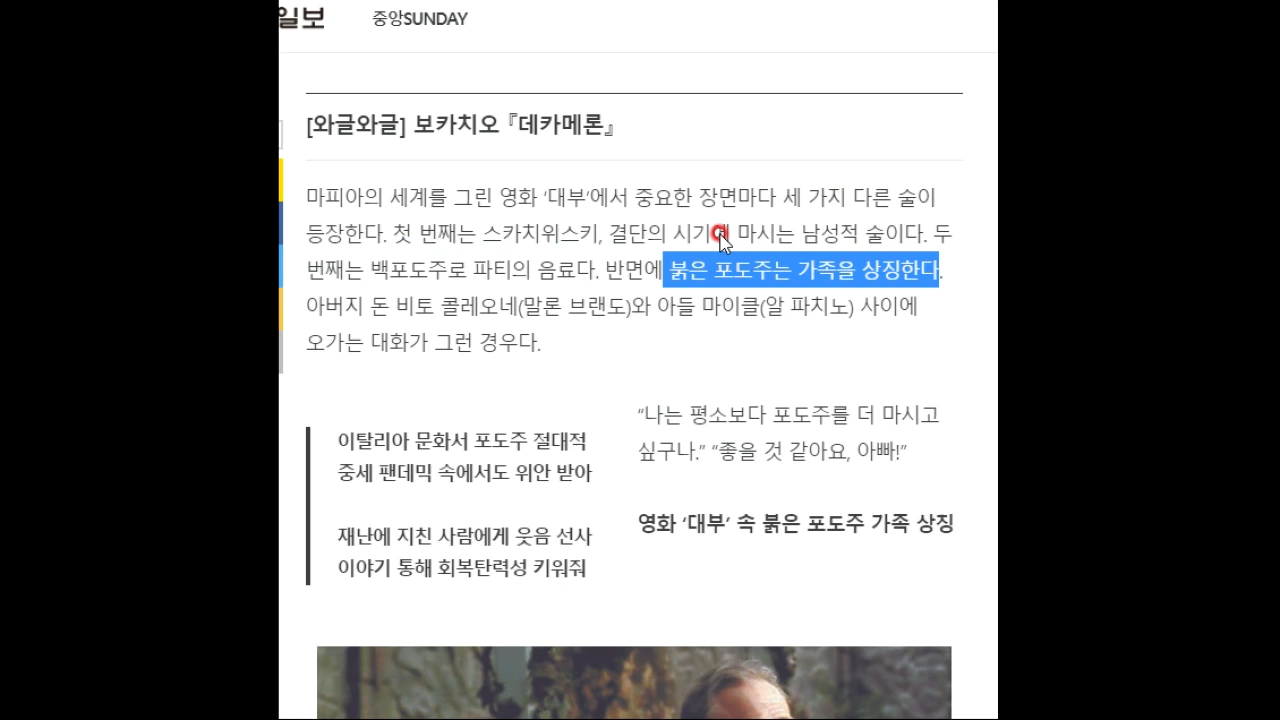 일보
중앙SUNDAY
[와글와글] 보카치오 『데카메론』
마피아의 세계를 그린 영화 ‘대부’에서 중요한 장면마다 세 가지 다른 술이
등장한다. 첫 번째는 스카치위스키, 결단의 시기에 마시는 남성적 술이다. 두
번째는 백포도주로 파티의 음료다. 반면에 붉은 포도주는 가족을 상징한다.
아버지 돈 비토 콜레오네(말론 브랜도)와 아들 마이클(알 파치노) 사이에
오가는 대화가 그런 경우다.
이탈리아 문화서 포도주 절대적
중세 팬데믹 속에서도 위안 받아
재난에 지친 사람에게 웃음 선사
이야기 통해 회복탄력성 키워줘
“나는 평소보다 포도주를 더 마시고
싶구나.” “좋을 것 같아요, 아빠!”
영화 ‘대부’ 속 붉은 포도주 가족 상징